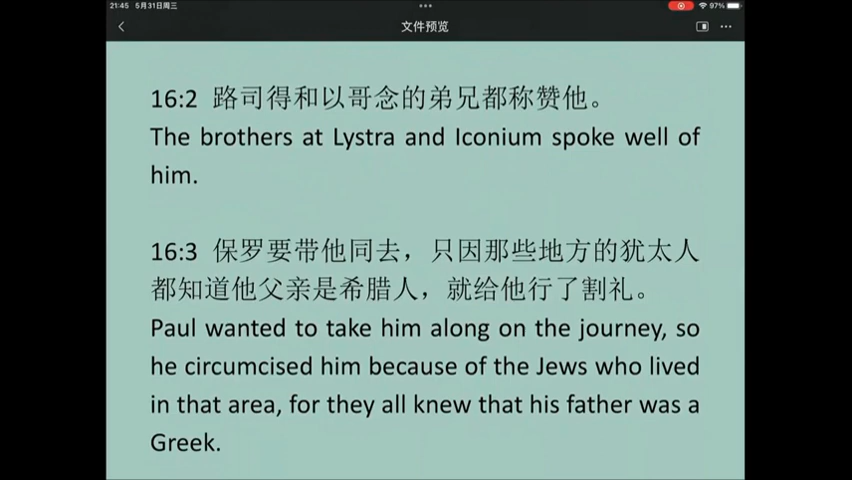 21:45 5月31日周三
97%
文件预览
16:2 路司得和以哥念的弟兄都称赞他。
The brothers at Lystra and Iconium spoke well of
him.
16:3 保罗要带他同去，只因那些地方的犹太人
都知道他父亲是希腊人，就给他行了割礼。
Paul wanted to take him along on the journey, so
he circumcised him because of the Jews who lived
in that area, for they all knew that his father was a
Greek.